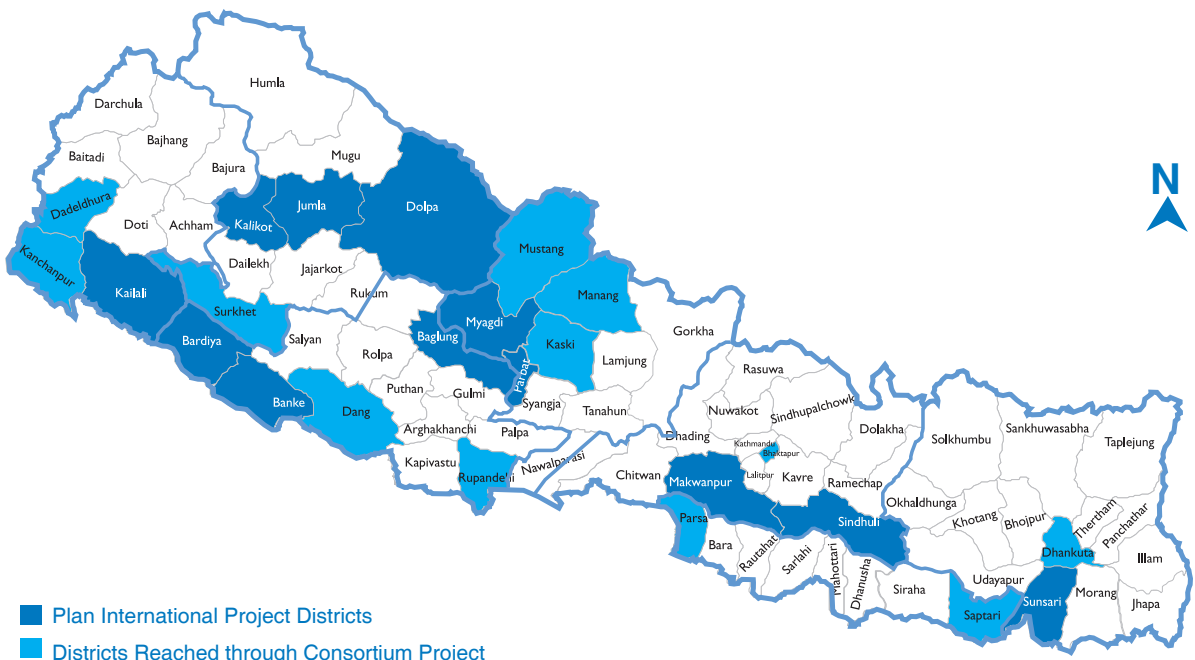 Humla
Darchula
Bajhang
Baitadi
Bajura
Mugu
Dadeldhura
Doti
Achham
Kalikot
Jumla
Dolpa
Kanchanpur
Kailali
Dailekh
Jajarkot
Rukum
Mustang
Manang
Surkhet
Bardiya
Salyan
Rolpa
Baglung
Myagdi
Parbat
Kaski
Lamjung
Gorkha
Banke
Dang
Puthan
Gulmi
Syangja
Tanahun
Arghakhanchi
Palpa
Kapivastu
Rupandehi
Nawalparasi
Chitwan
Dhading
Rasuwa
Nuwakot
Sindhupalchowk
Dolakha
Kathmandu
Bhaktapur
Lalitpur
Kavre
Ramechap
Makwanpur
Sindhuli
Parsa
Bara
Rautahat
Sarlahi
Mahottari
Dhanusha
Siraha
Solkhumbu
Sankhuwasabha
Taplejung
Okhaldhunga
Khotang
Bhojpur
Thertham
Panchathar
Dhankuta
Illam
Udayapur
Saptari
Sunsari
Morang
Jhapa
N
Plan International Project Districts
Districts Reached through Consortium Project